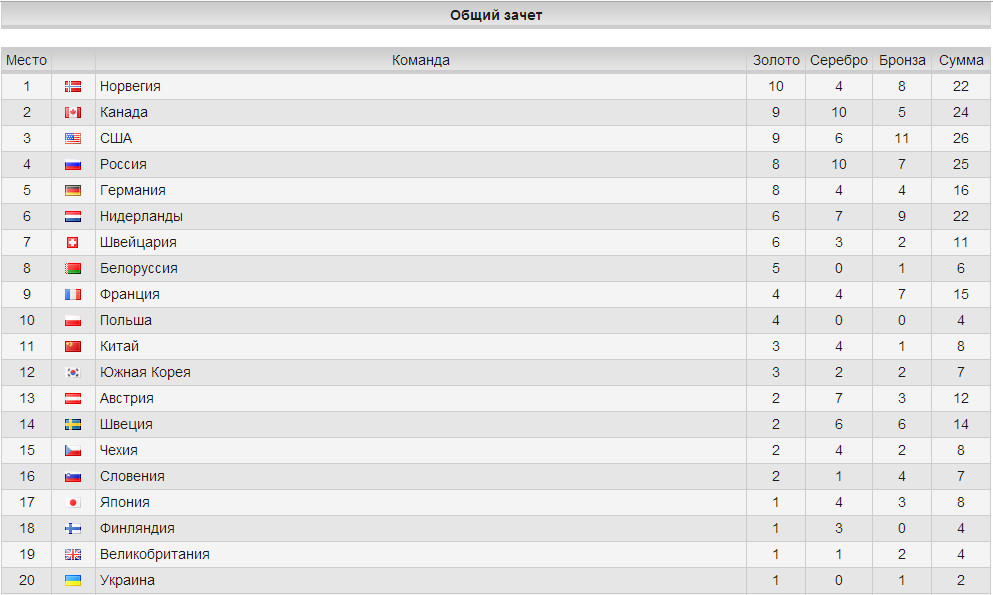 Общий зачет
Место Команда Золото Серебро Бронза Сумма
1 Норвегия 10 4 8 22
2 Канада 9 10 5 24
3 США 9 6 11 26
4 Россия 8 10 7 25
5 Германия 8 4 4 16
6 Нидерланды 6 7 9 22
7 Швейцария 6 3 2 11
8 Белоруссия 5 0 1 6
9 Франция 4 4 7 15
10 Польша 4 0 0 4
11 Китай 3 4 1 8
12 Южная Корея 3 2 2 7
13 Австрия 2 7 3 12
14 Швеция 2 6 6 14
15 Чехия 2 4 2 8
16 Словения 2 1 4 7
17 Япония 1 4 3 8
18 Финляндия 1 3 0 4
19 Великобритания 1 1 2 4
20 Украина 1 0 1 2